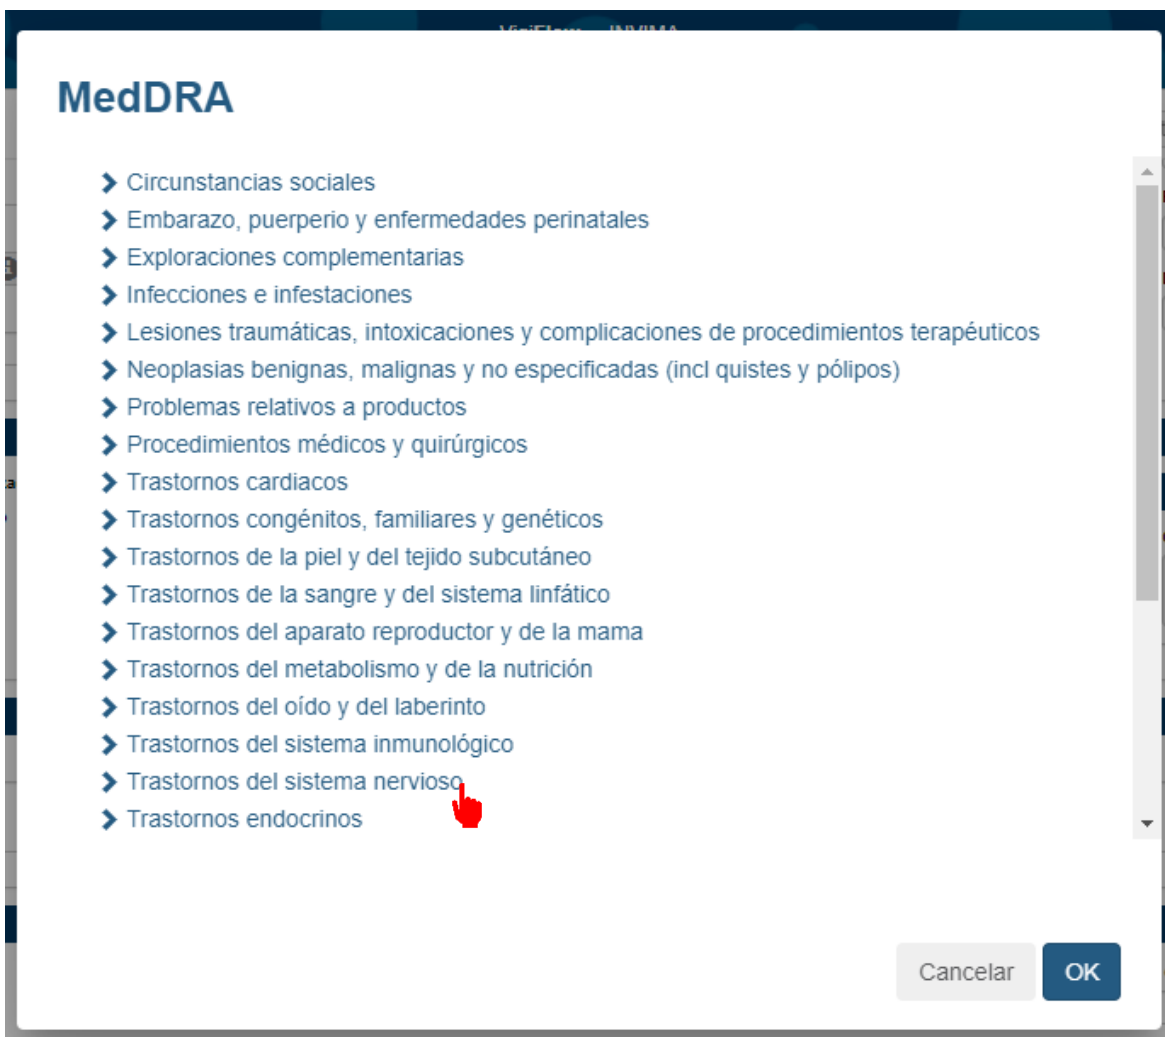 MedDRA
Circunstancias sociales
Embarazo, puerperio y enfermedades perinatales
Exploraciones complementarias
Infecciones e infestaciones
Lesiones traumáticas, intoxicaciones y complicaciones de procedimientos terapéuticos
Neoplasias benignas, malignas y no especificadas (incl quistes y pólipos)
Problemas relativos a productos
Procedimientos médicos y quirúrgicos
Trastornos cardiacos
Trastornos congénitos, familiares y genéticos
Trastornos de la piel y del tejido subcutáneo
Trastornos de la sangre y del sistema linfático
Trastornos del aparato reproductor y de la mama
Trastornos del metabolismo y de la nutrición
Trastornos del oído y del laberinto
Trastornos del sistema inmunológico
Trastornos del sistema nervioso
Trastornos endocrinos
Cancelar
OK